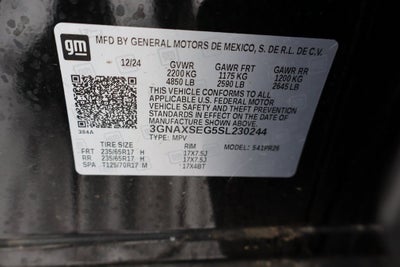 gm
MFD BY GENERAL MOTORS DE MEXICO, S. DE R.L. DE C.V.
12/24 GVWR GAWR FRT GAWR RR
2200 KG 1175 KG 1200 KG
4850 LB 2590 LB 2645 LB
THIS VEHICLE CONFORMS TO ALL
APPLICABLE U.S. FEDERAL MOTOR
VEHICLE SAFETY AND THEFT PREVENTION
STANDARDS IN EFFECT ON THE DATE OF
MANUFACTURE SHOWN ABOVE.
3GNAXSEG5SL230244
384A TYPE: MPV
TIRE SIZE RIM 541PR26
FRT 235/65R17 H 17X7.5J
RR 235/65R17 H 17X7.5J
SPA T125/70R17 M 17X4BT